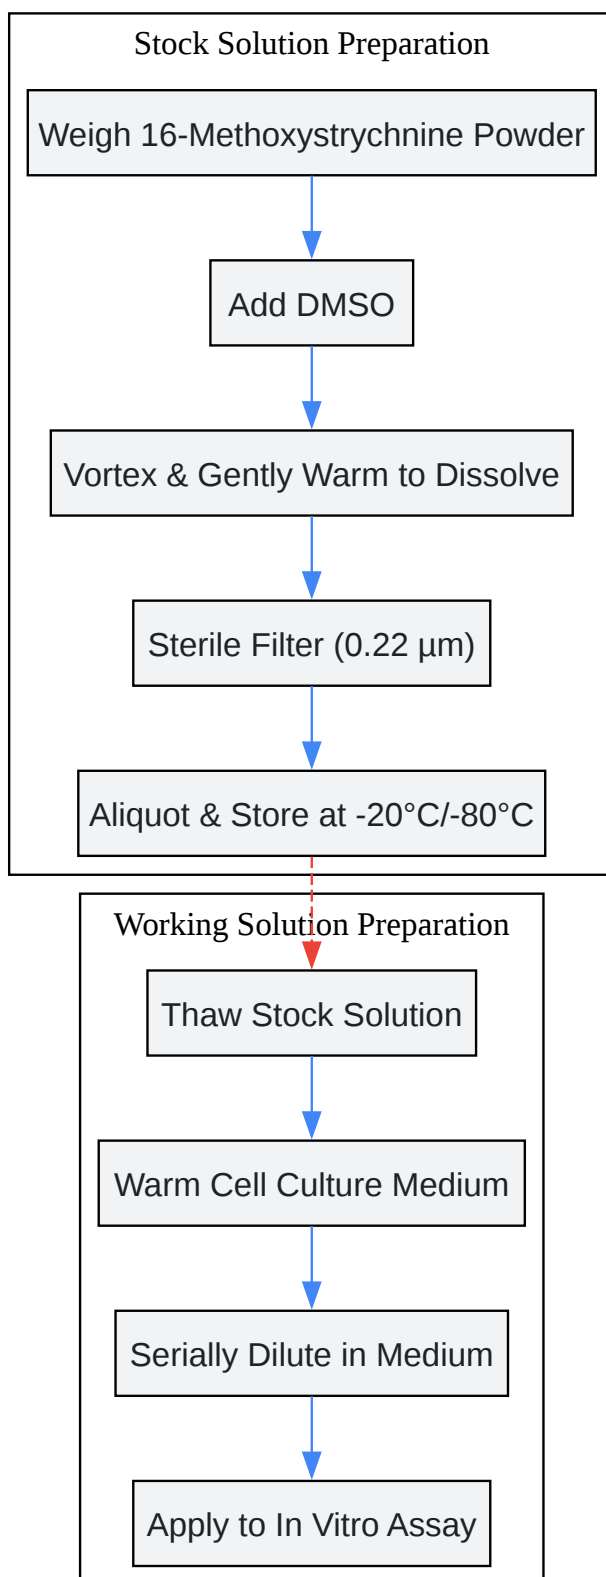 Stock Solution Preparation
Weigh 16-Methoxystrychnine Powder
Add DMSO
Vortex & Gently Warm to Dissolve
Sterile Filter (0.22 µm)
Aliquot & Store at -20°C/-80°C
Working Solution Preparation
Thaw Stock Solution
Warm Cell Culture Medium
Serially Dilute in Medium
Apply to In Vitro Assay